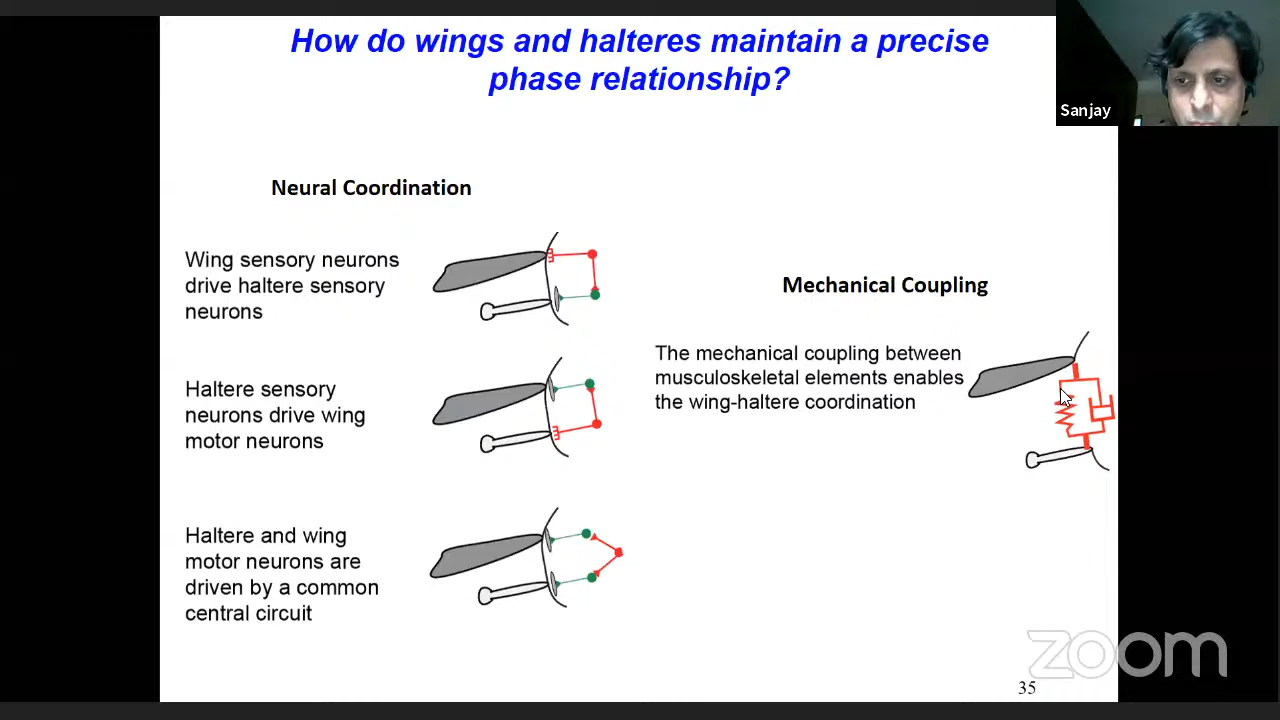 How do wings and halteres maintain a precise
phase relationship?
Sanjay
Neural Coordination
Wing sensory neurons
drive haltere sensory
neurons
Haltere sensory
neurons drive wing
motor neurons
Haltere and wing
motor neurons are
driven by a common
central circuit
Mechanical Coupling
The mechanical coupling between
musculoskeletal elements enables
the wing-haltere coordination
zoom
35